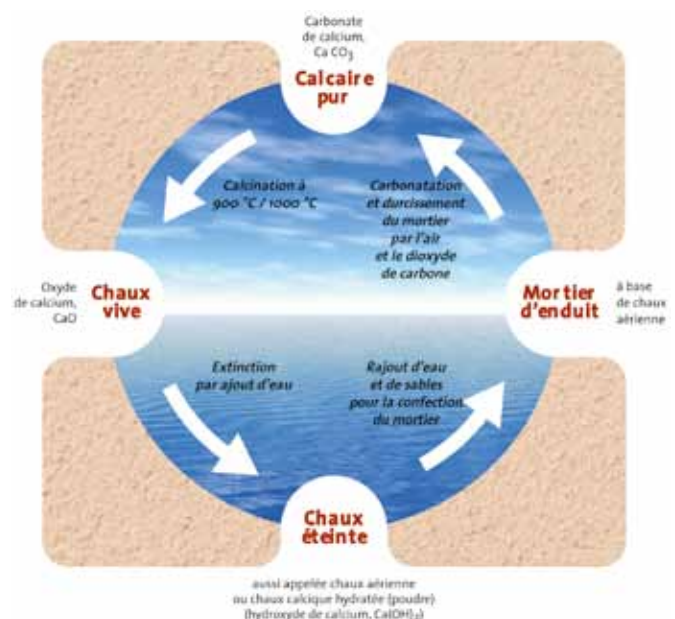 Carbonate
de calcium,
Ca CO₃
Calcaire
pur
Calcination à
900 °C / 1000 °C
Carbonatation
et durcissement
du mortier
par l'air
et le dioxyde
de carbone
Oxyde
de calcium,
CaO
Chaux
vive
Mortier
d'enduit
à base
de chaux
aérienne
Extinction
par ajout d'eau
Rajout d'eau
et de sables
pour la confection
du mortier
Chaux
éteinte
aussi appelée chaux aérienne
ou chaux calcique hydratée (poudre)
(hydroxyde de calcium, Ca(OH)₂)